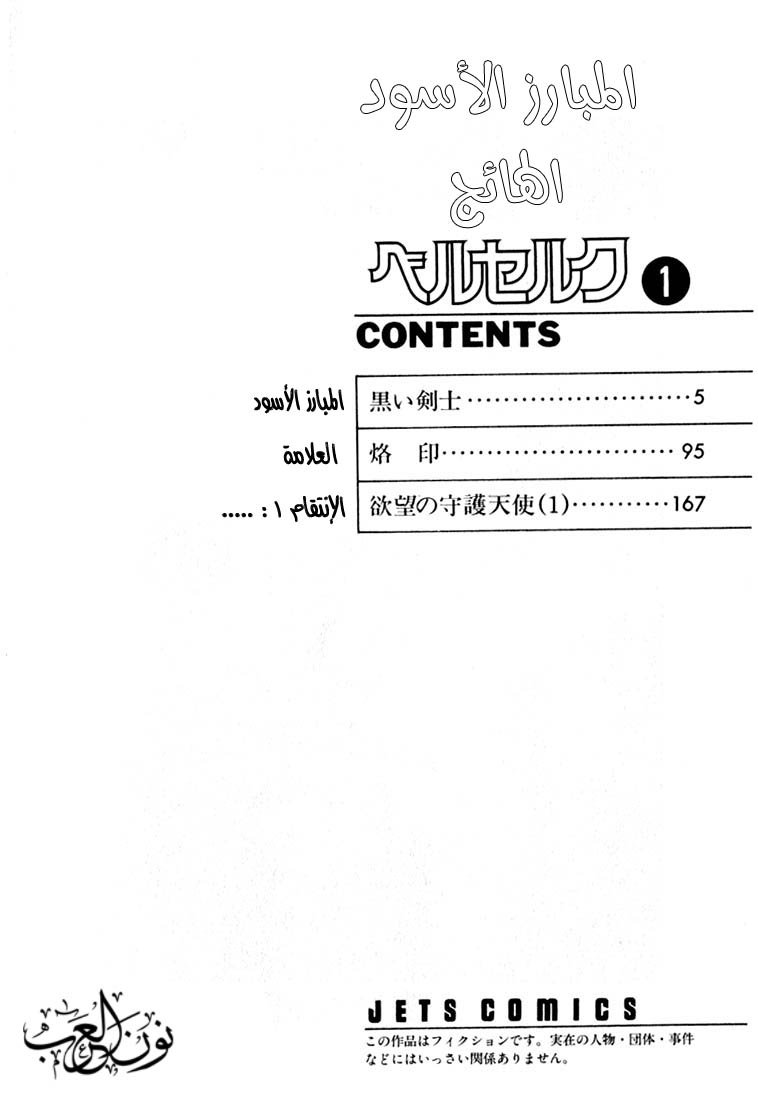 المبارز الأسود
الهائج
ベルセルク 1
CONTENTS
المبارز الأسود 黒い剣士 ························· 5
العلامة 烙 印 ·························· 95
الإنتقام ١ : ..... 欲望の守護天使(1) ··········· 167
نون العرب
JETS COMICS
この作品はフィクションです。実在の人物・団体・事件
などにはいっさい関係ありません。